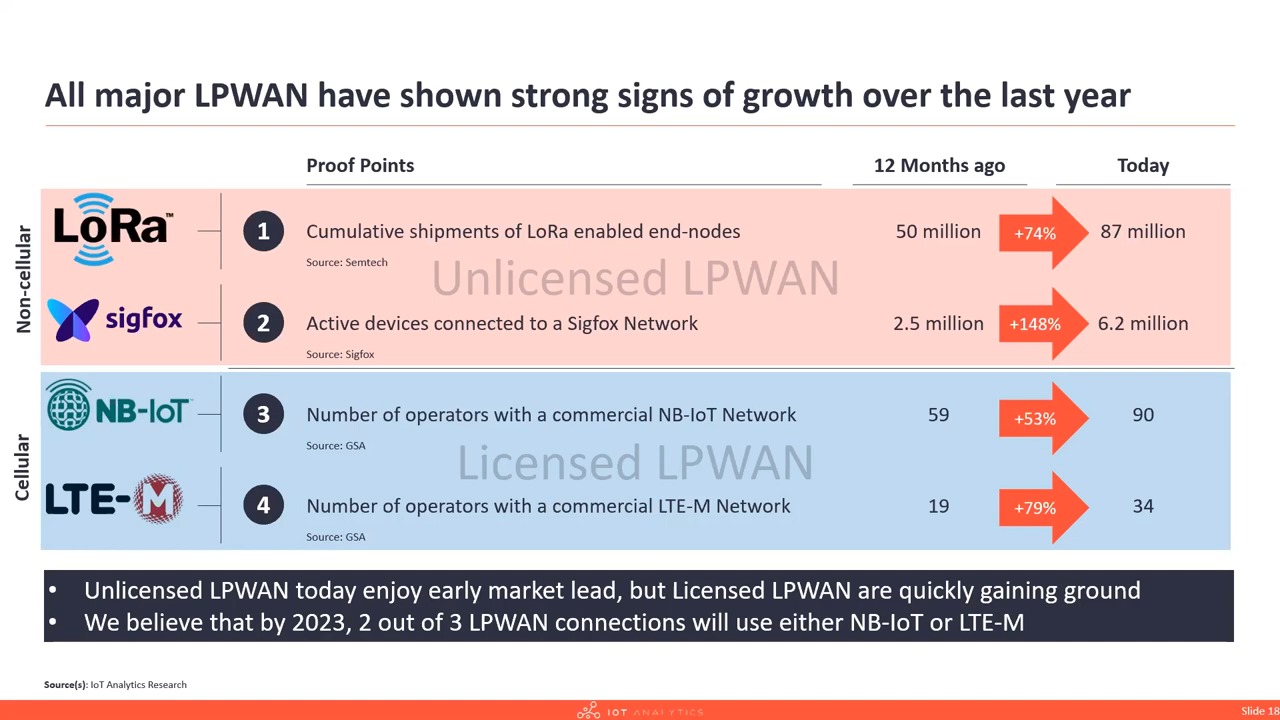 All major LPWAN have shown strong signs of growth over the last year
Proof Points
12 Months ago
Today
Non-cellular
LoRa™
1
Cumulative shipments of LoRa enabled end-nodes
Source: Semtech
50 million
+74%
87 million
Unlicensed LPWAN
sigfox
2
Active devices connected to a Sigfox Network
Source: Sigfox
2.5 million
+148%
6.2 million
Cellular
NB-IoT™
3
Number of operators with a commercial NB-IoT Network
Source: GSA
59
+53%
90
Licensed LPWAN
LTE-M
4
Number of operators with a commercial LTE-M Network
Source: GSA
19
+79%
34
• Unlicensed LPWAN today enjoy early market lead, but Licensed LPWAN are quickly gaining ground
• We believe that by 2023, 2 out of 3 LPWAN connections will use either NB-IoT or LTE-M
Source(s): IoT Analytics Research
IOT ANALYTICS
Slide 18